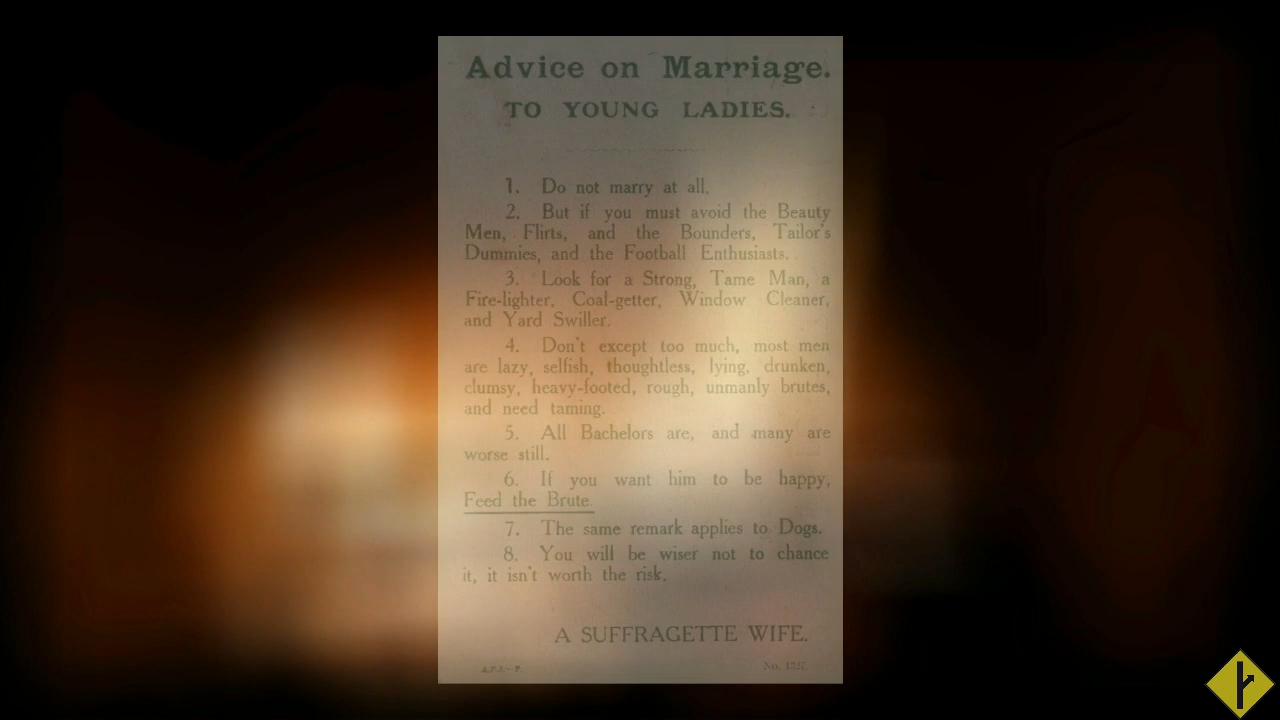 Advice on Marriage.
TO YOUNG LADIES.
1. Do not marry at all.
2. But if you must avoid the Beauty
Men, Flirts, and the Bounders, Tailor's
Dummies, and the Football Enthusiasts.
3. Look for a Strong, Tame Man, a
Fire-lighter, Coal-getter, Window Cleaner,
and Yard Swiller.
4. Don't except too much, most men
are lazy, selfish, thoughtless, lying, drunken,
clumsy, heavy-footed, rough, unmanly brutes,
and need taming.
5. All Bachelors are, and many are
worse still.
6. If you want him to be happy,
Feed the Brute.
7. The same remark applies to Dogs.
8. You will be wiser not to chance
it, it isn't worth the risk.
A SUFFRAGETTE WIFE.
No.